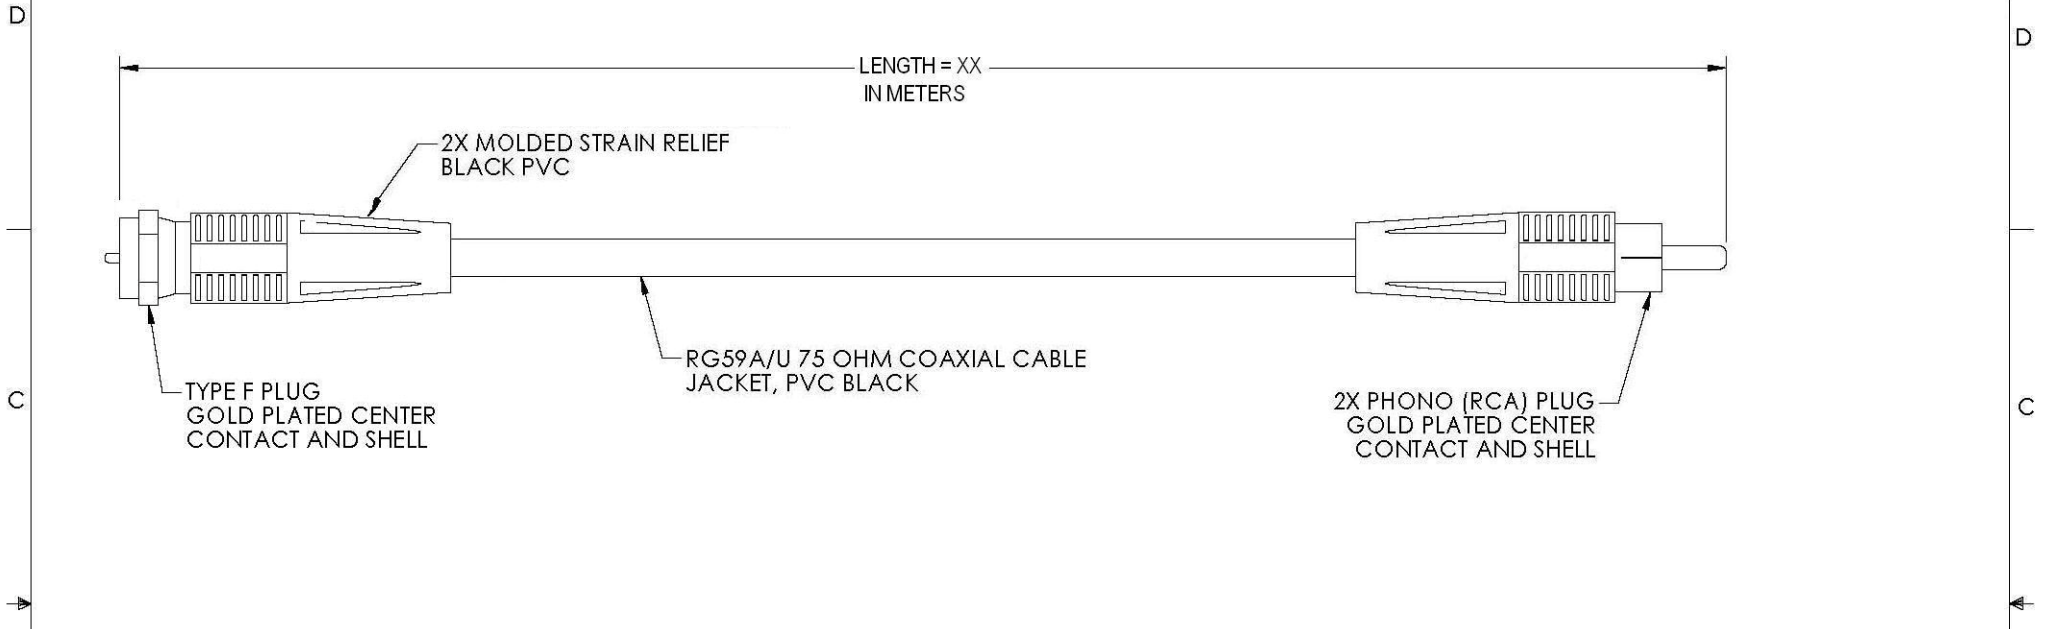 D
D
LENGTH = XX
IN METERS
2X MOLDED STRAIN RELIEF
BLACK PVC
RG59A/U 75 OHM COAXIAL CABLE
JACKET, PVC BLACK
TYPE F PLUG
GOLD PLATED CENTER
CONTACT AND SHELL
2X PHONO (RCA) PLUG
GOLD PLATED CENTER
CONTACT AND SHELL
C
C